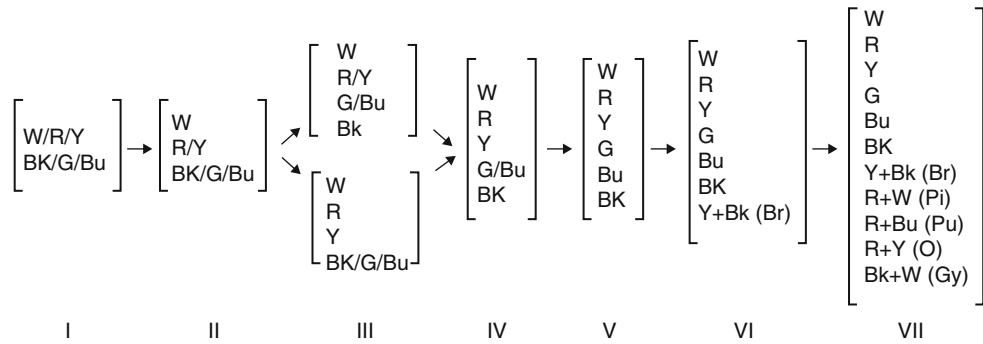 W/R/Y
BK/G/Bu
W
R/Y
BK/G/Bu
W
R/Y
G/Bu
Bk
W
R
Y
BK/G/Bu
W
R
Y
G/Bu
BK
W
R
Y
G
Bu
BK
W
R
Y
G
Bu
BK
Y+Bk (Br)
W
R
Y
G
Bu
BK
Y+Bk (Br)
R+W (Pi)
R+Bu (Pu)
R+Y (O)
Bk+W (Gy)
I II III IV V VI VII